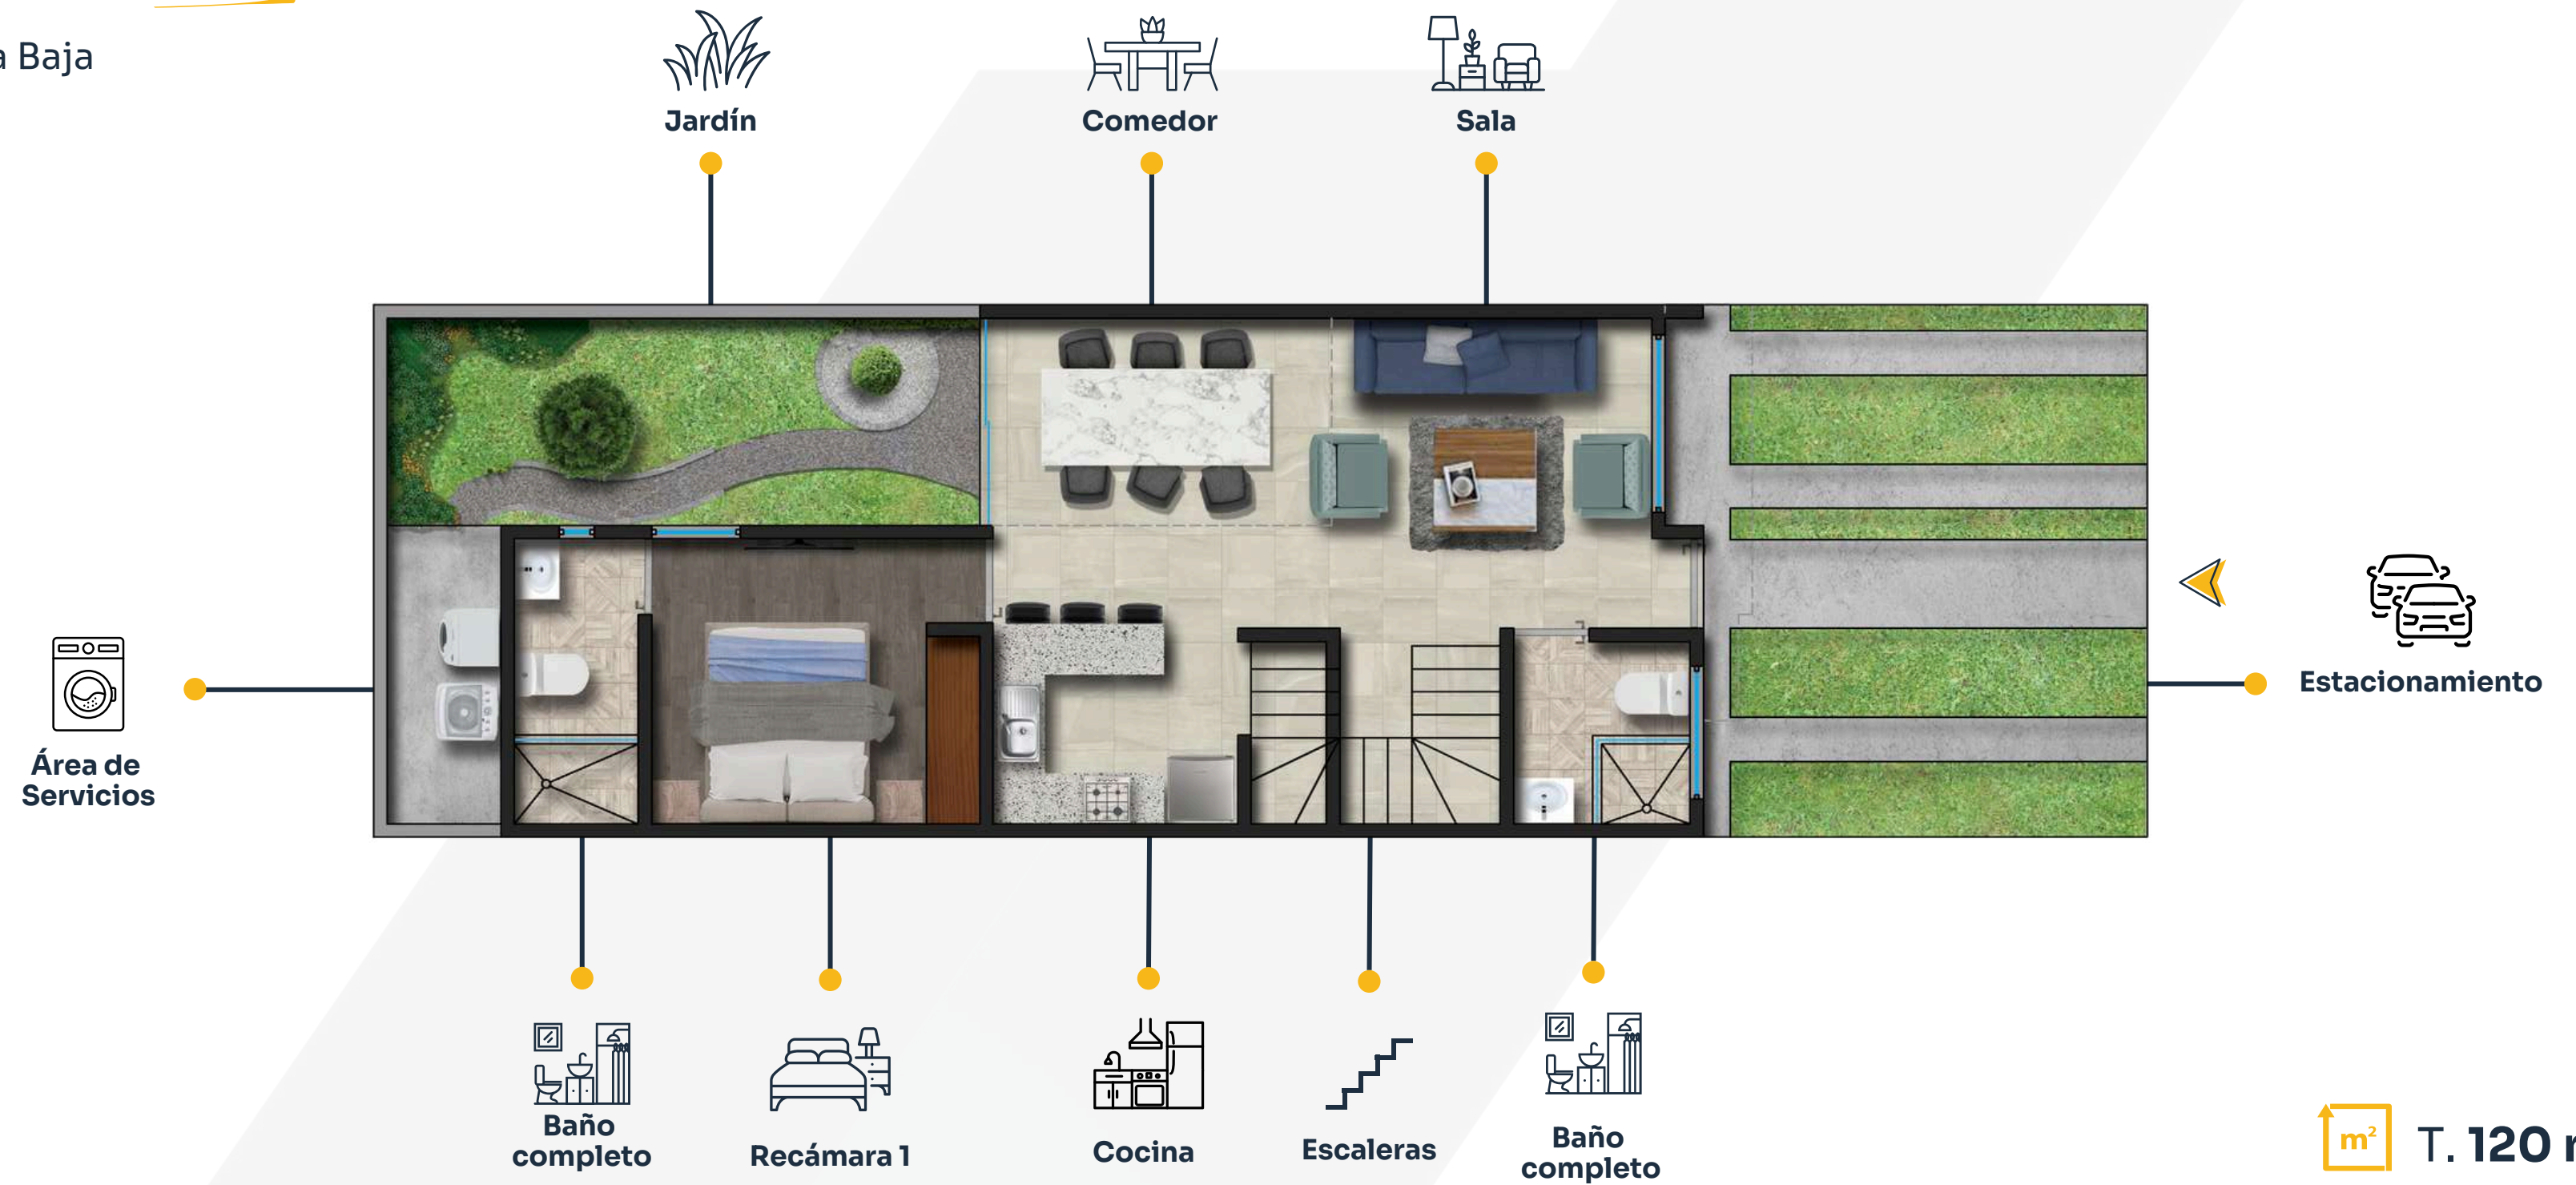 a Baja
Jardín
Comedor
Sala
Estacionamiento
Área de
Servicios
Baño
completo
Recámara 1
Cocina
Escaleras
Baño
completo
m²
T. 120